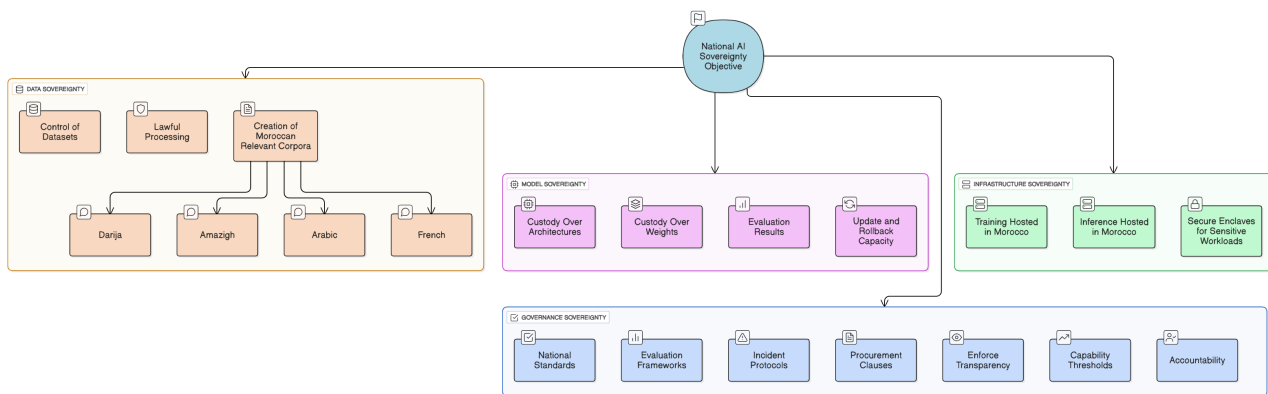 National AI
Sovereignty
Objective
DATA SOVEREIGNTY
Control of
Datasets
Lawful
Processing
Creation of
Moroccan
Relevant Corpora
Darija
Amazigh
Arabic
French
MODEL SOVEREIGNTY
Custody Over
Architectures
Custody Over
Weights
Evaluation
Results
Update and
Rollback
Capacity
INFRASTRUCTURE SOVEREIGNTY
Training Hosted
in Morocco
Inference Hosted
in Morocco
Secure Enclaves
for Sensitive
Workloads
GOVERNANCE SOVEREIGNTY
National
Standards
Evaluation
Frameworks
Incident
Protocols
Procurement
Clauses
Enforce
Transparency
Capability
Thresholds
Accountability